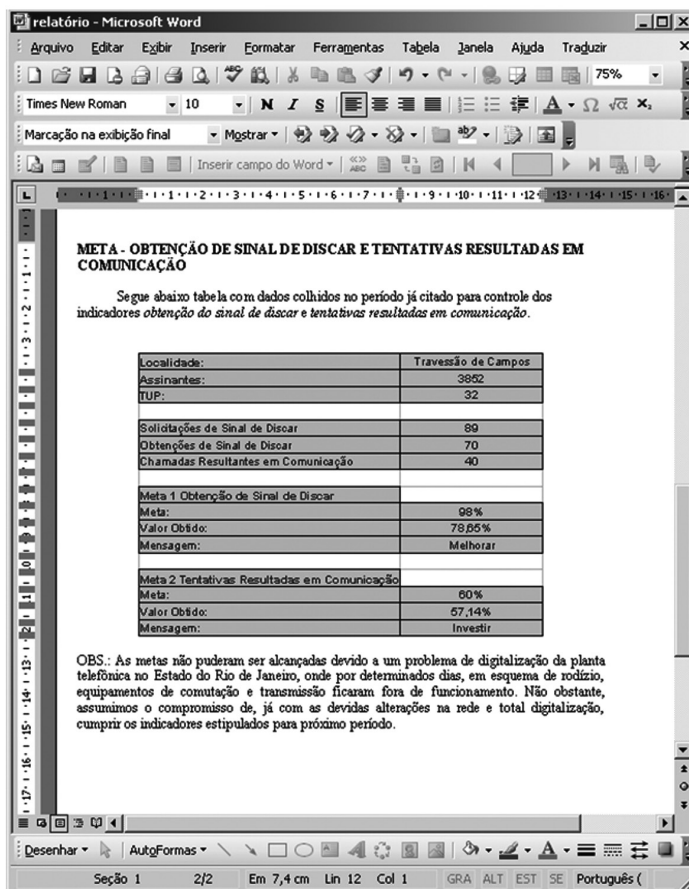 relatório - Microsoft Word
Arquivo Editar Exibir Inserir Formatar Ferramentas Tabela Janela Ajuda Traduzir
75%
Times New Roman 10 N I S
Marcação na exibição final Mostrar
Inserir campo do Word
META - OBTENÇÃO DE SINAL DE DISCAR E TENTATIVAS RESULTADAS EM
COMUNICAÇÃO
Segue abaixo tabela com dados colhidos no período já citado para controle dos
indicadores obtenção do sinal de discar e tentativas resultadas em comunicação.
Localidade: Travessão de Campos
Assinantes: 3852
TUP: 32
Solicitações de Sinal de Discar 89
Obtenções de Sinal de Discar 70
Chamadas Resultantes em Comunicação 40
Meta 1 Obtenção de Sinal de Discar
Meta: 98%
Valor Obtido: 78,65%
Mensagem: Melhorar
Meta 2 Tentativas Resultadas em Comunicação
Meta: 60%
Valor Obtido: 57,14%
Mensagem: Investir
OBS.: As metas não puderam ser alcançadas devido a um problema de digitalização da planta
telefônica no Estado do Rio de Janeiro, onde por determinados dias, em esquema de rodízio,
equipamentos de comutação e transmissão ficaram fora de funcionamento. Não obstante,
assumimos o compromisso de, já com as devidas alterações na rede e total digitalização,
cumprir os indicadores estipulados para próximo período.
Desenhar AutoFormas
Seção 1 2/2 Em 7,4 cm Lin 12 Col 1 GRA ALT EST SE Português (